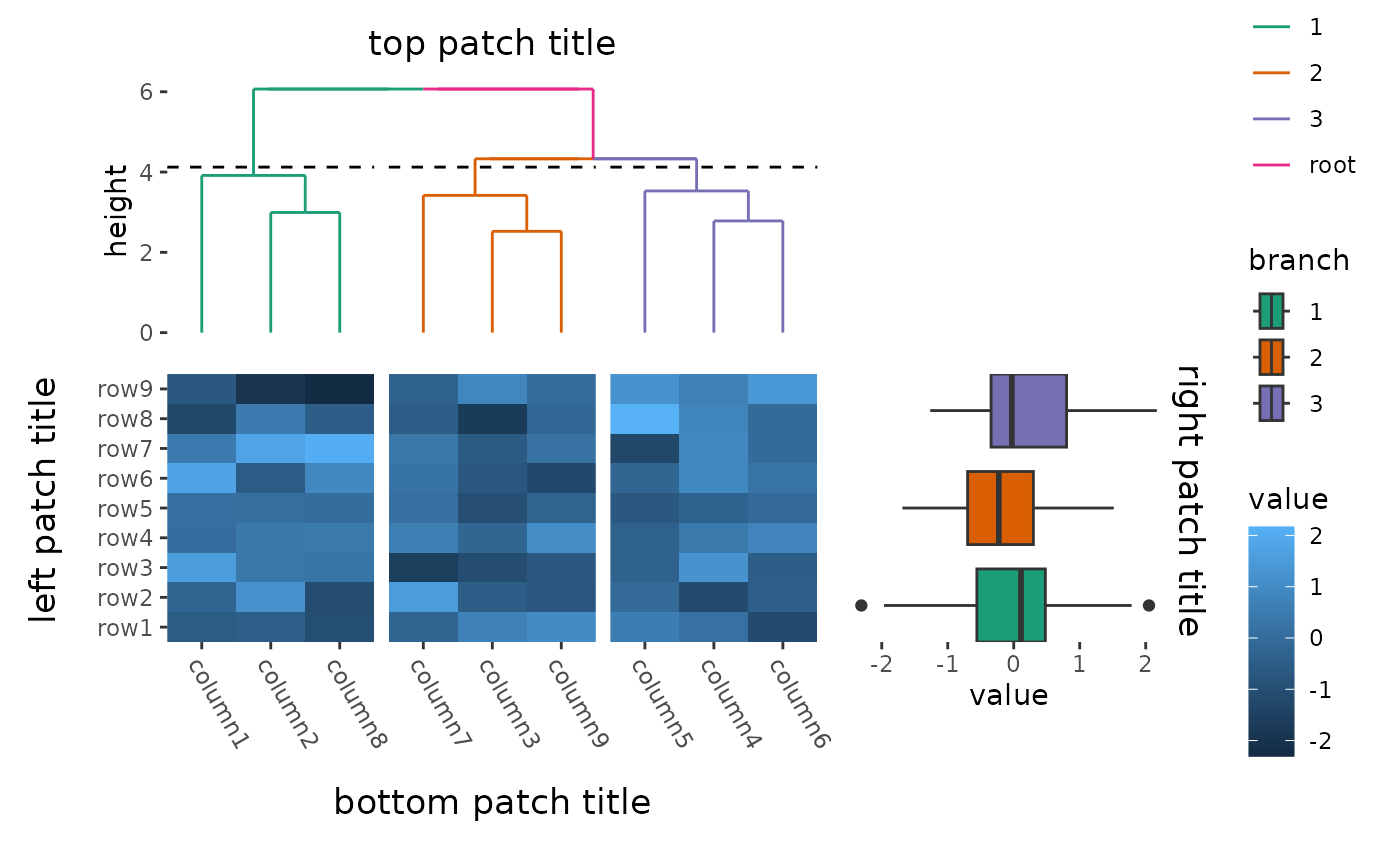 top patch title
6
4
2
0
height
1
2
3
root
branch
1
2
3
left patch title
row9
row8
row7
row6
row5
row4
row3
row2
row1
column1
column2
column8
column7
column3
column9
column5
column4
column6
bottom patch title
-2
-1
0
1
2
value
right patch title
value
2
1
0
-1
-2